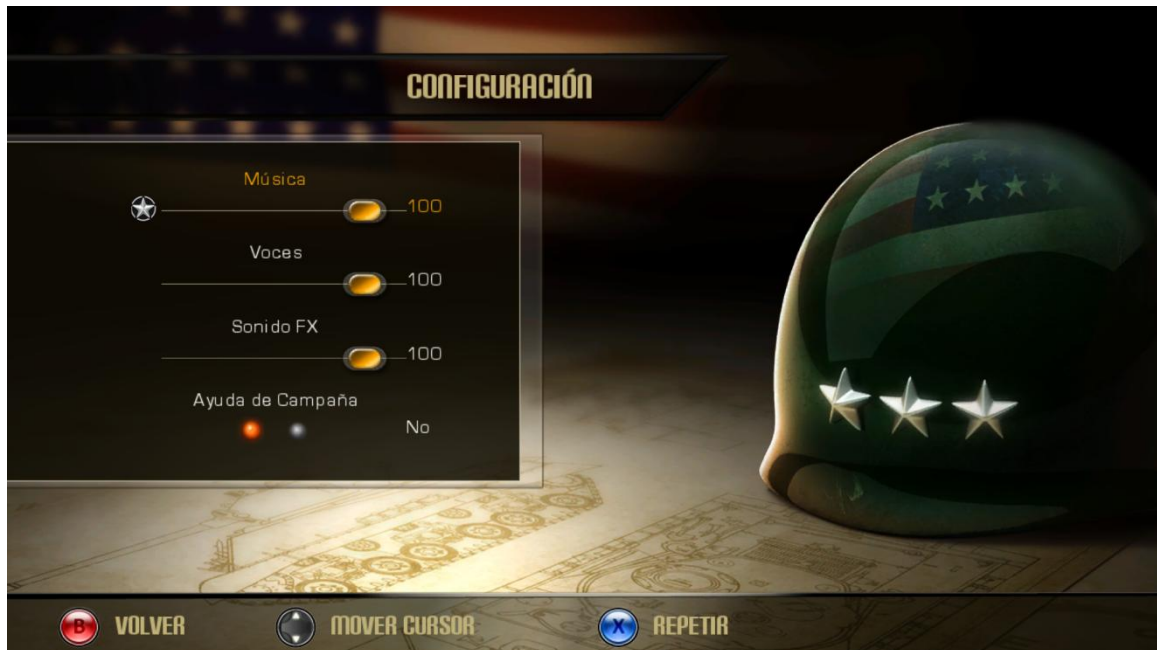 CONFIGURACIÓN
Música
100
Voces
100
Sonido FX
100
Ayuda de Campaña
No
B VOLVER MOVER CURSOR X REPETIR